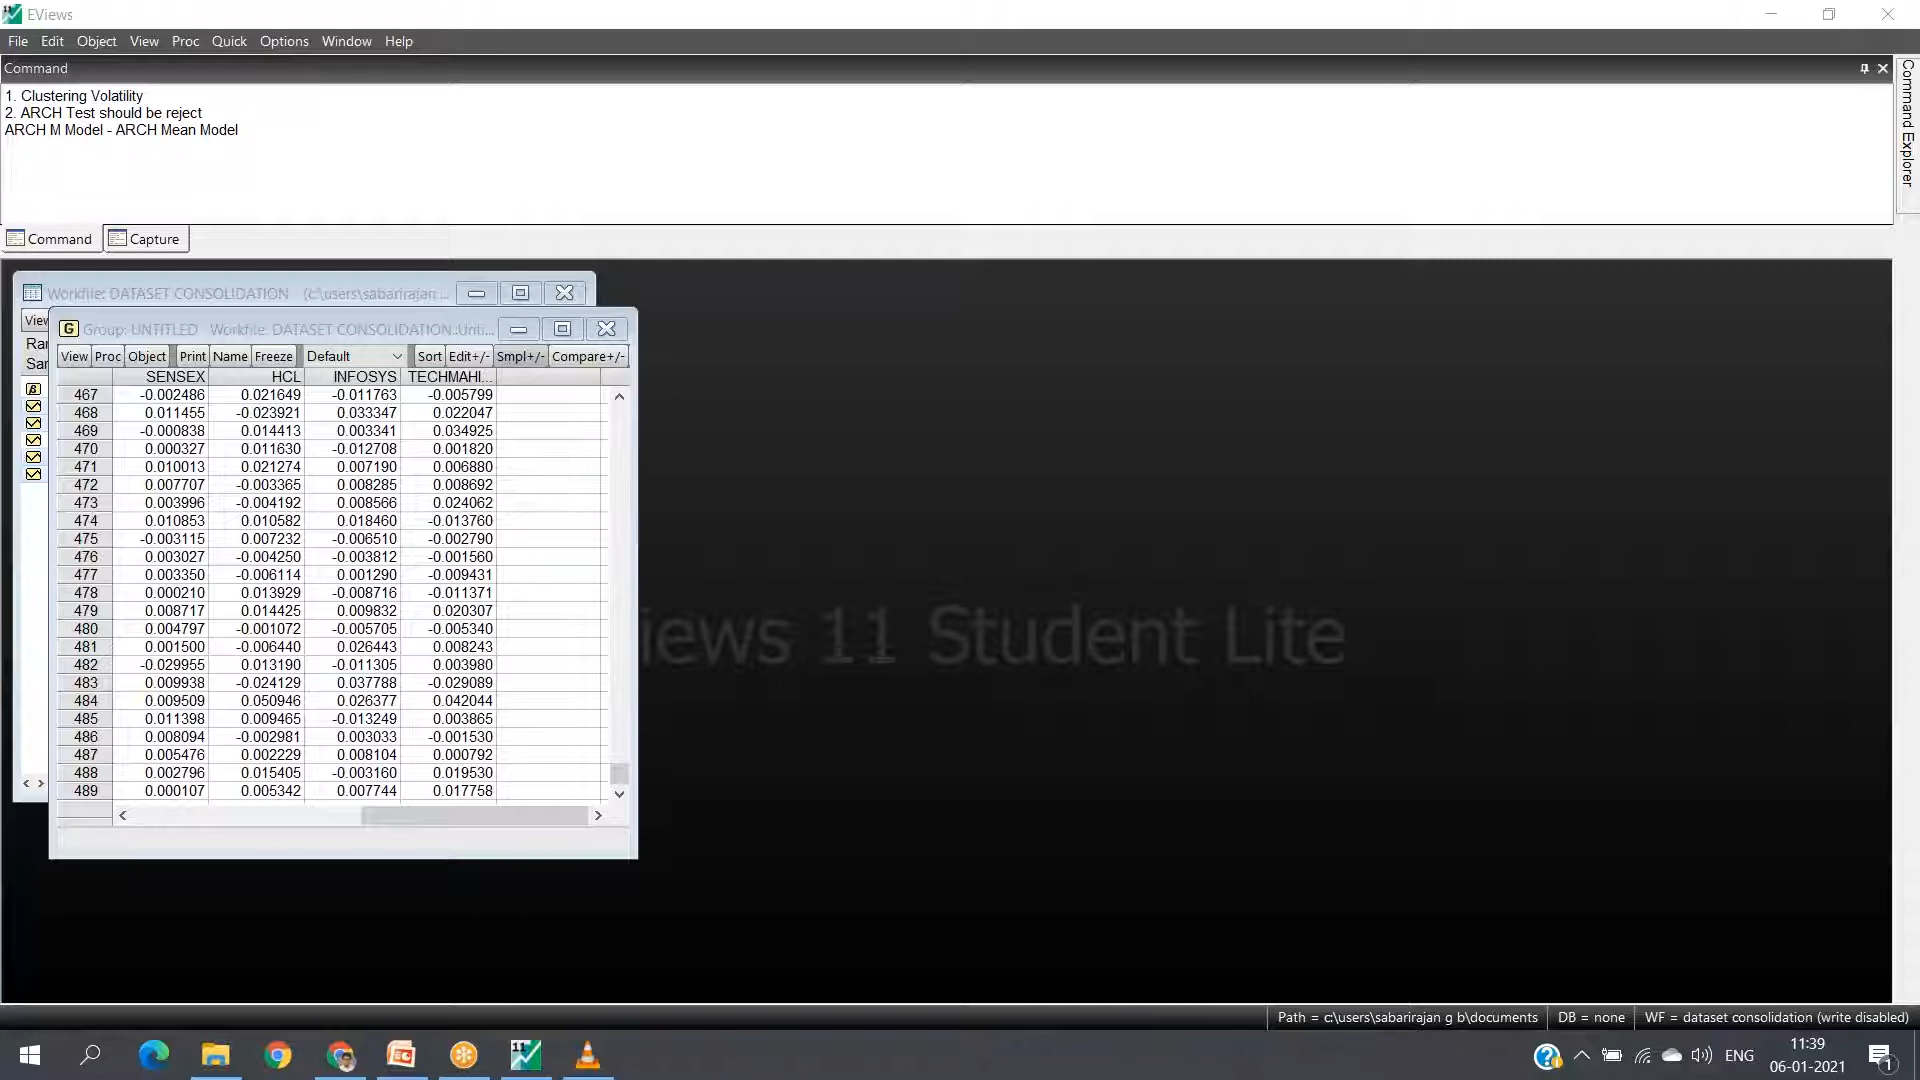 EViews
File Edit Object View Proc Quick Options Window Help
Command
1. Clustering Volatility
2. ARCH Test should be reject
ARCH M Model - ARCH Mean Model
Command Explorer
Command Capture
Workfile: DATASET CONSOLIDATION (c:\users\sabarirajan ...
View
Group: UNTITLED Workfile: DATASET CONSOLIDATION::Unti...
View Proc Object Print Name Freeze Default Sort Edit+/- Smpl+/- Compare+/-
SENSEX HCL INFOSYS TECHMAHI...
467 -0.002486 0.021649 -0.011763 -0.005799
468 0.011455 -0.023921 0.033347 0.022047
469 -0.000838 0.014413 0.003341 0.034925
470 0.000327 0.011630 -0.012708 0.001820
471 0.010013 0.021274 0.007190 0.006880
472 0.007707 -0.003365 0.008285 0.008692
473 0.003996 -0.004192 0.008566 0.024062
474 0.010853 0.010582 0.018460 -0.013760
475 -0.003115 0.007232 -0.006510 -0.002790
476 0.003027 -0.004250 -0.003812 -0.001560
477 0.003350 -0.006114 0.001290 -0.009431
478 0.000210 0.013929 -0.008716 -0.011371
479 0.008717 0.014425 0.009832 0.020307
480 0.004797 -0.001072 -0.005705 -0.005340
481 0.001500 -0.006440 0.026443 0.008243
482 -0.029955 0.013190 -0.011305 0.003980
483 0.009938 -0.024129 0.037788 -0.029089
484 0.009509 0.050946 0.026377 0.042044
485 0.011398 0.009465 -0.013249 0.003865
486 0.008094 -0.002981 0.003033 -0.001530
487 0.005476 0.002229 0.008104 0.000792
488 0.002796 0.015405 -0.003160 0.019530
489 0.000107 0.005342 0.007744 0.017758
iews 11 Student Lite
Path = c:\users\sabarirajan g b\documents DB = none WF = dataset consolidation (write disabled)
ENG
11:39
06-01-2021
1